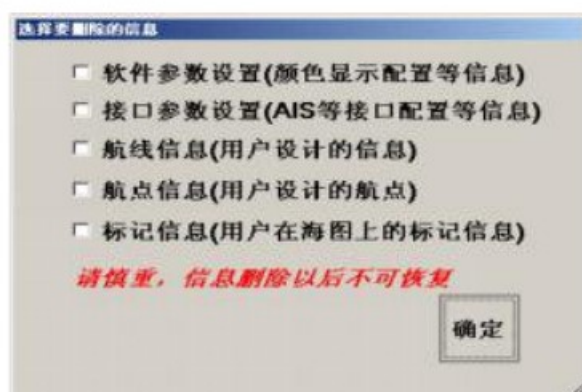 选择要删除的信息
软件参数设置(颜色显示配置等信息)
接口参数设置(AIS等接口配置等信息)
航线信息(用户设计的信息)
航点信息(用户设计的航点)
标记信息(用户在海图上的标记信息)
请慎重，信息删除以后不可恢复
确定